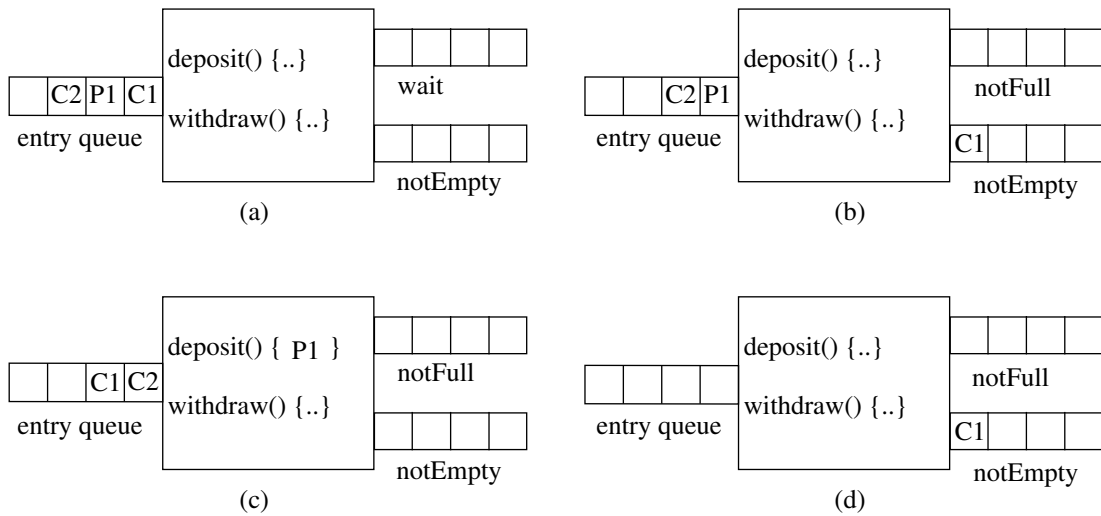 deposit() {..}
wait
C2 P1 C1
withdraw() {..}
entry queue
notEmpty
(a)
deposit() {..}
notFull
C2 P1
withdraw() {..}
entry queue
C1
notEmpty
(b)
deposit() { P1 }
notFull
C1 C2
withdraw() {..}
entry queue
notEmpty
(c)
deposit() {..}
notFull
withdraw() {..}
entry queue
C1
notEmpty
(d)